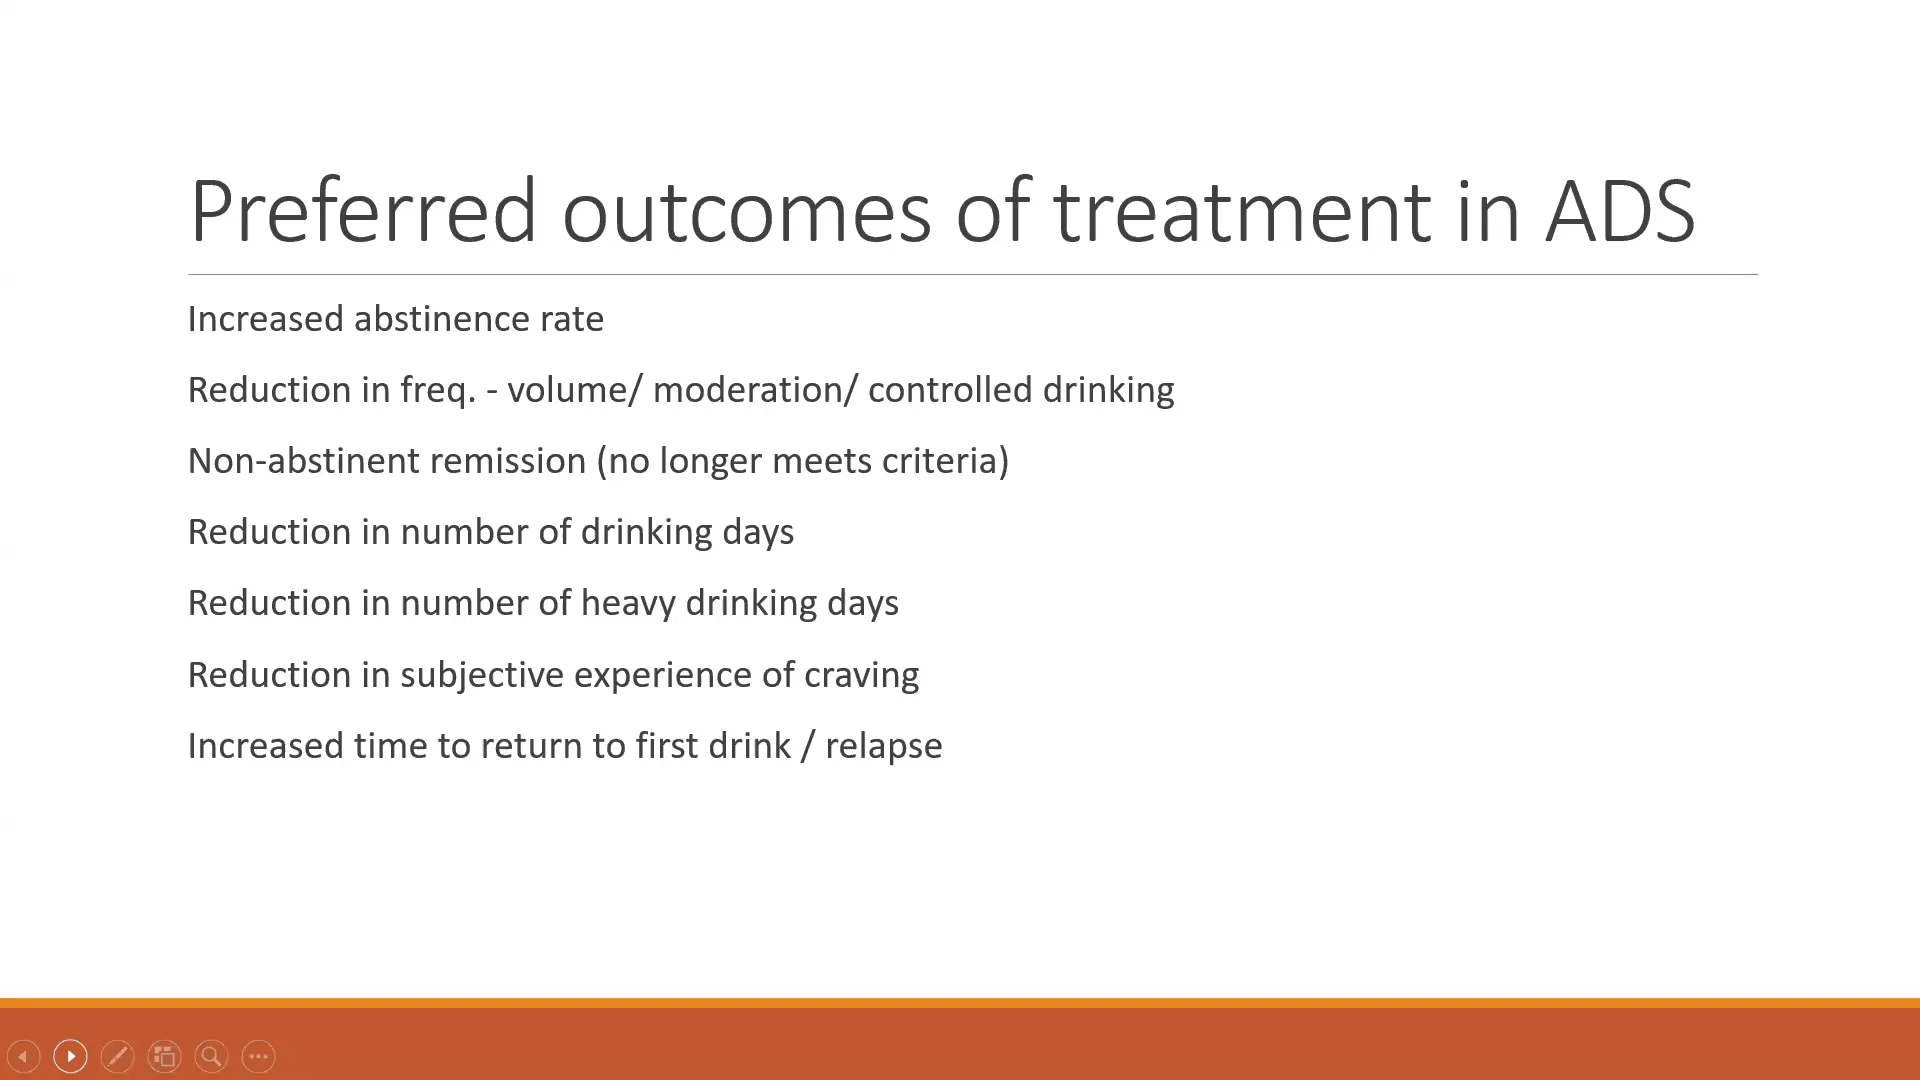 Preferred outcomes of treatment in ADS
Increased abstinence rate
Reduction in freq. - volume/ moderation/ controlled drinking
Non-abstinent remission (no longer meets criteria)
Reduction in number of drinking days
Reduction in number of heavy drinking days
Reduction in subjective experience of craving
Increased time to return to first drink / relapse